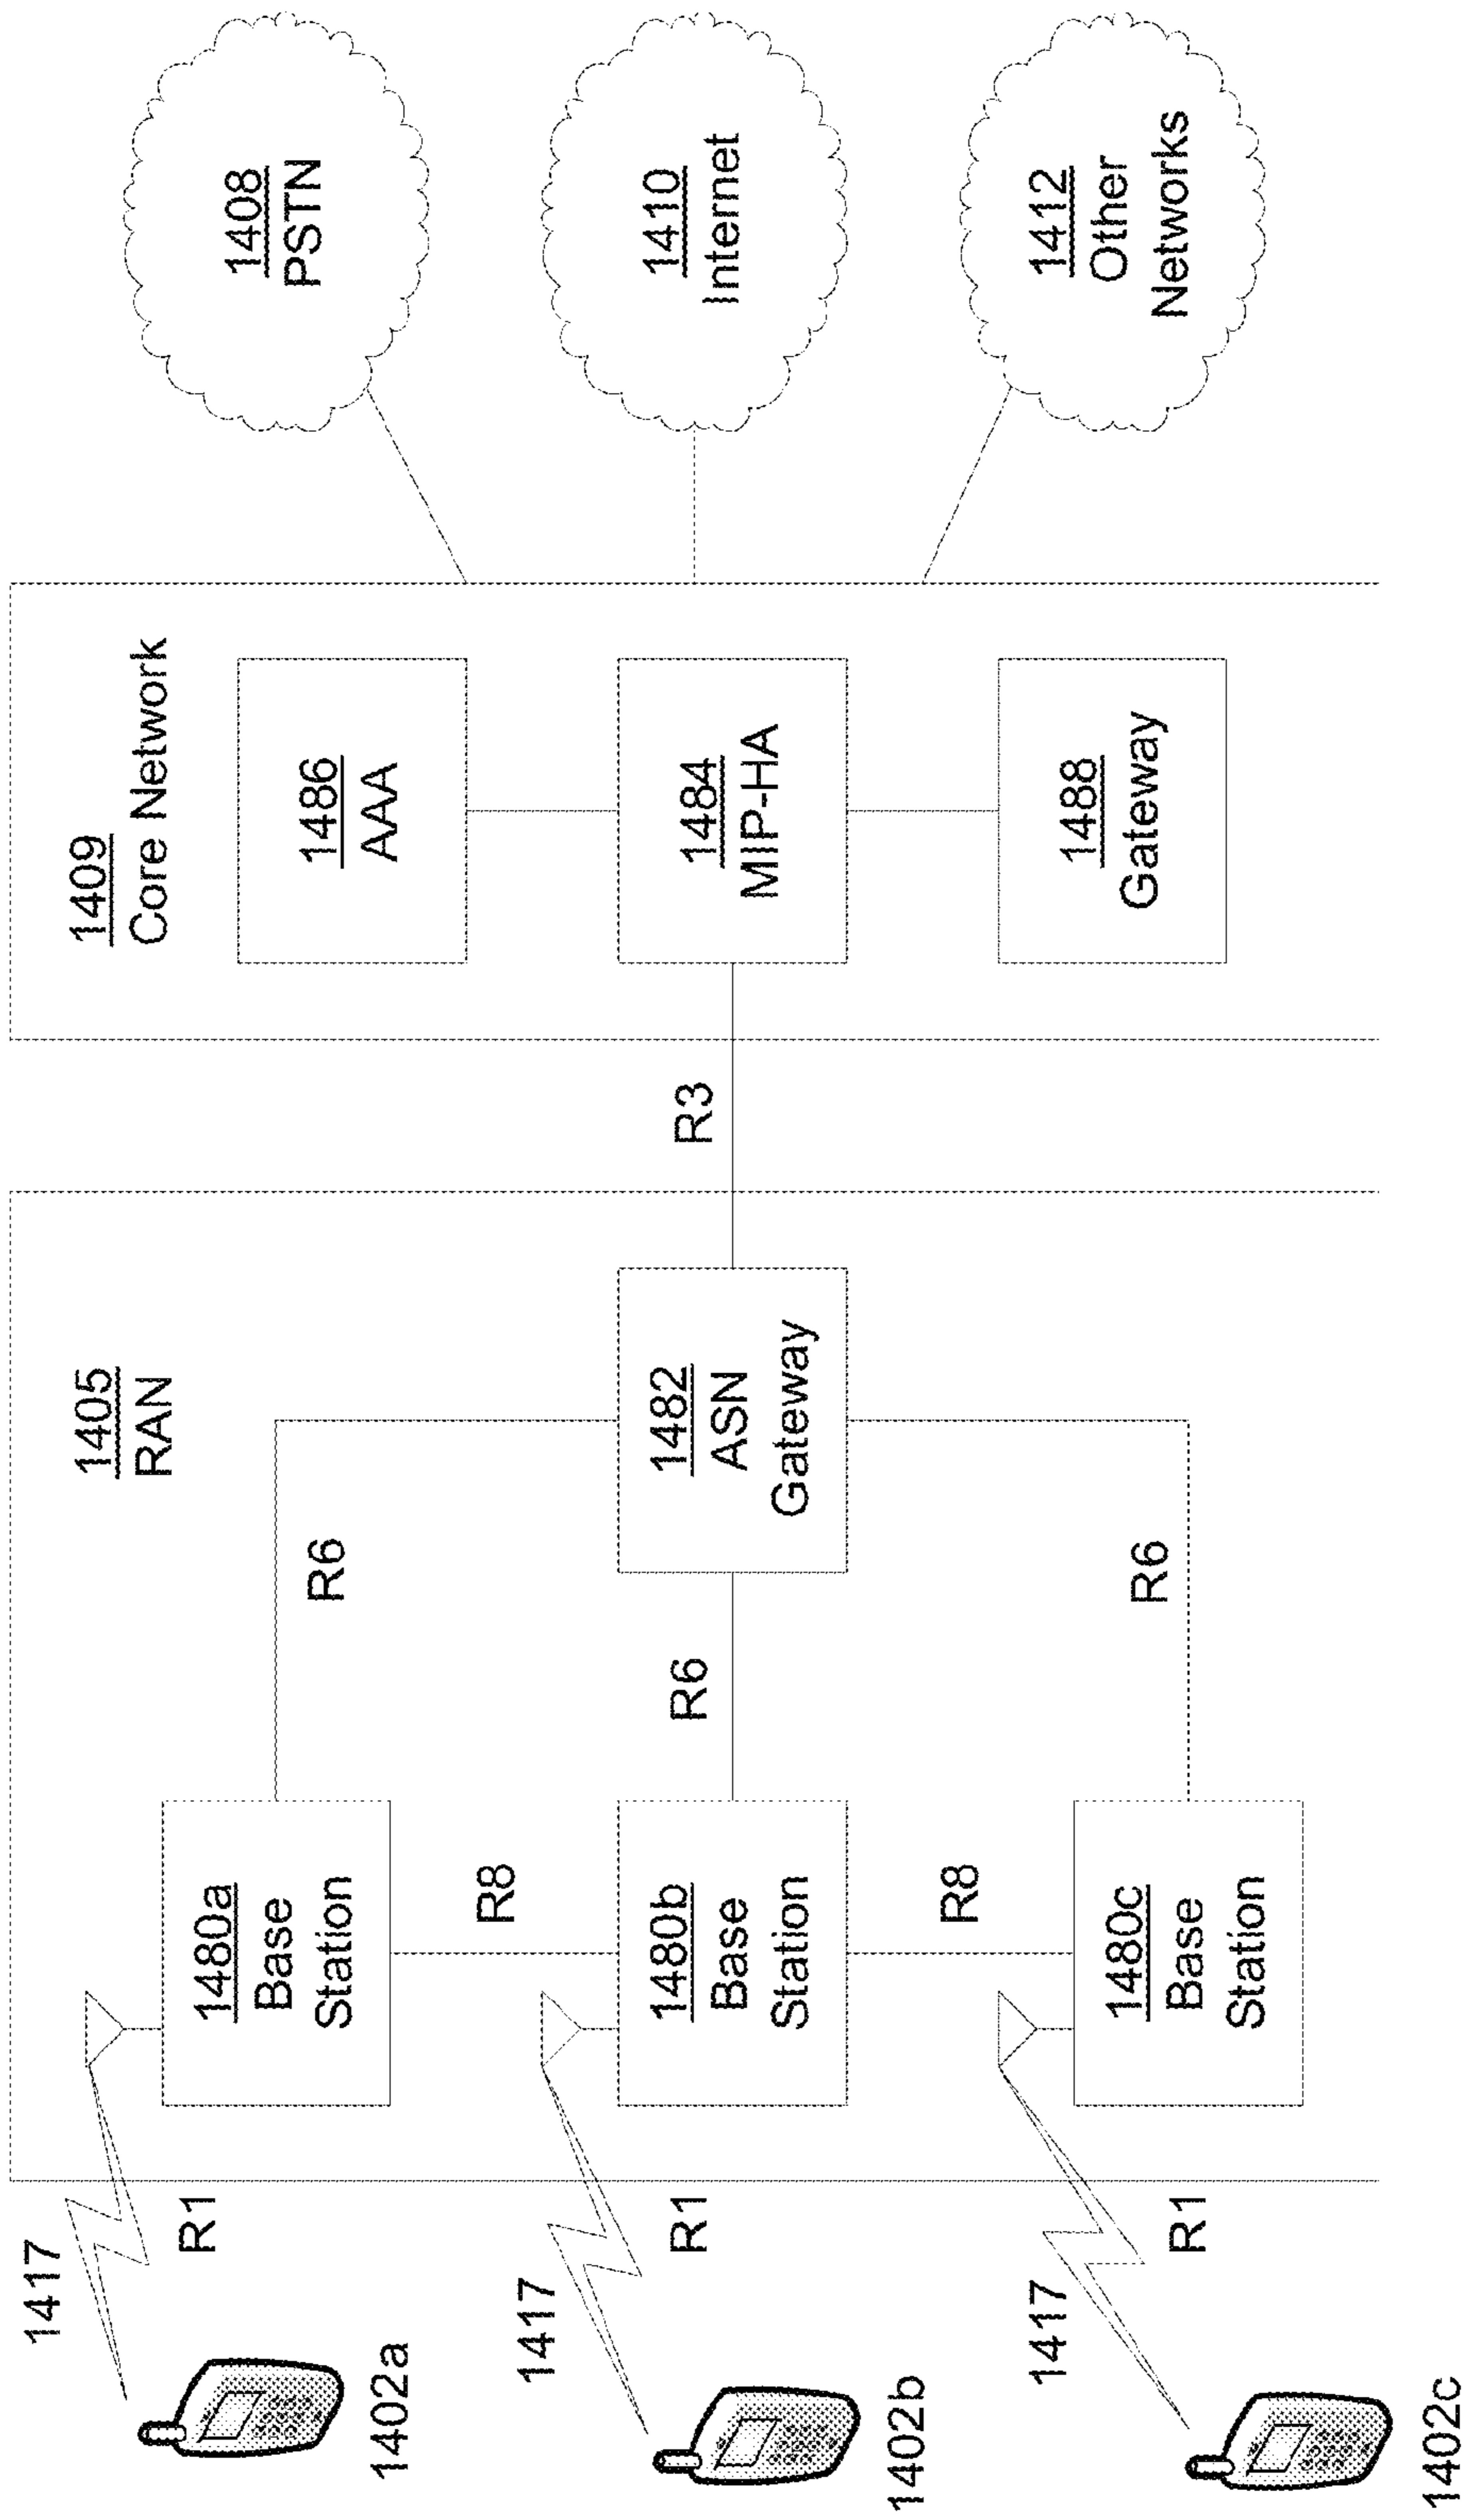 1417
1402a
R1
1417
1402b
R1
1417
1402c
R1
1405
RAN
1480a
Base
Station
R8
1480b
Base
Station
R8
1480c
Base
Station
R6
R6
R6
1482
ASN
Gateway
R3
1409
Core Network
1486
AAA
1484
MIP-HA
1488
Gateway
1408
PSTN
1410
Internet
1412
Other
Networks